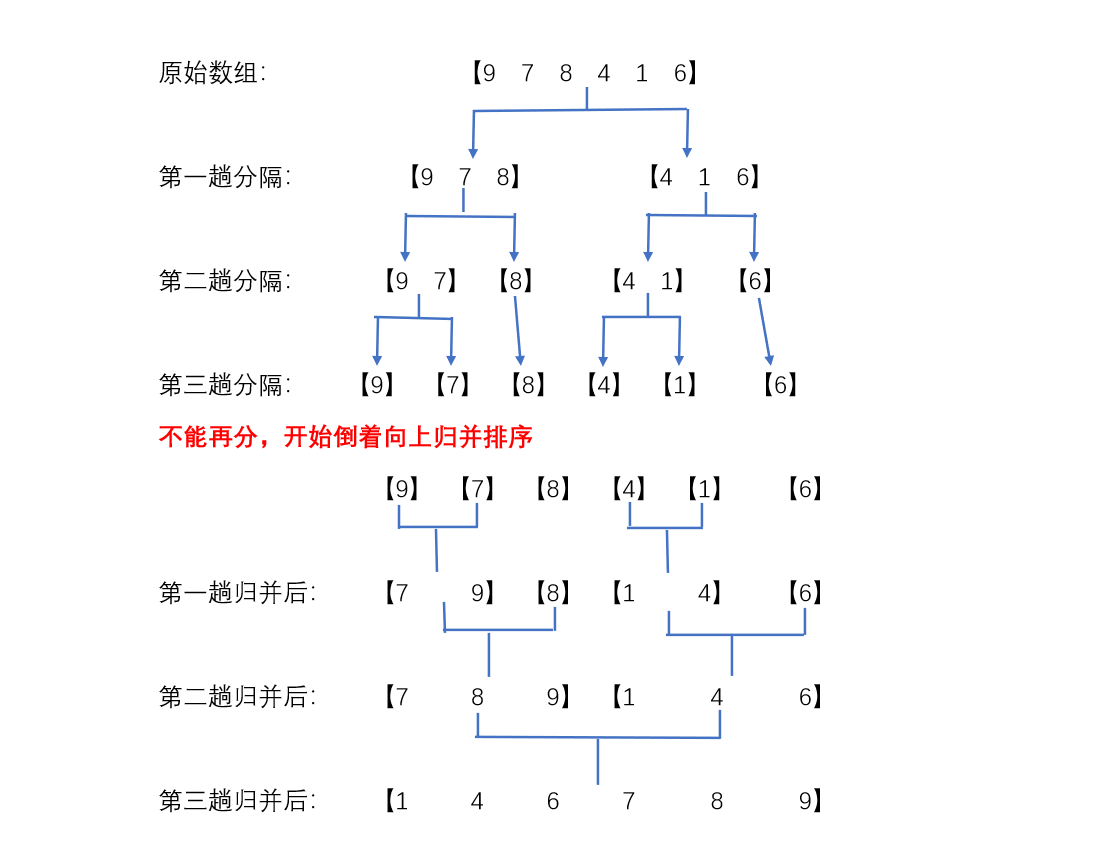 原始数组： 【9 7 8 4 1 6】
第一趟分隔： 【9 7 8】 【4 1 6】
第二趟分隔： 【9 7】 【8】 【4 1】 【6】
第三趟分隔： 【9】 【7】 【8】 【4】 【1】 【6】
不能再分，开始倒着向上归并排序
【9】 【7】 【8】 【4】 【1】 【6】
第一趟归并后： 【7 9】 【8】 【1 4】 【6】
第二趟归并后： 【7 8 9】 【1 4 6】
第三趟归并后： 【1 4 6 7 8 9】